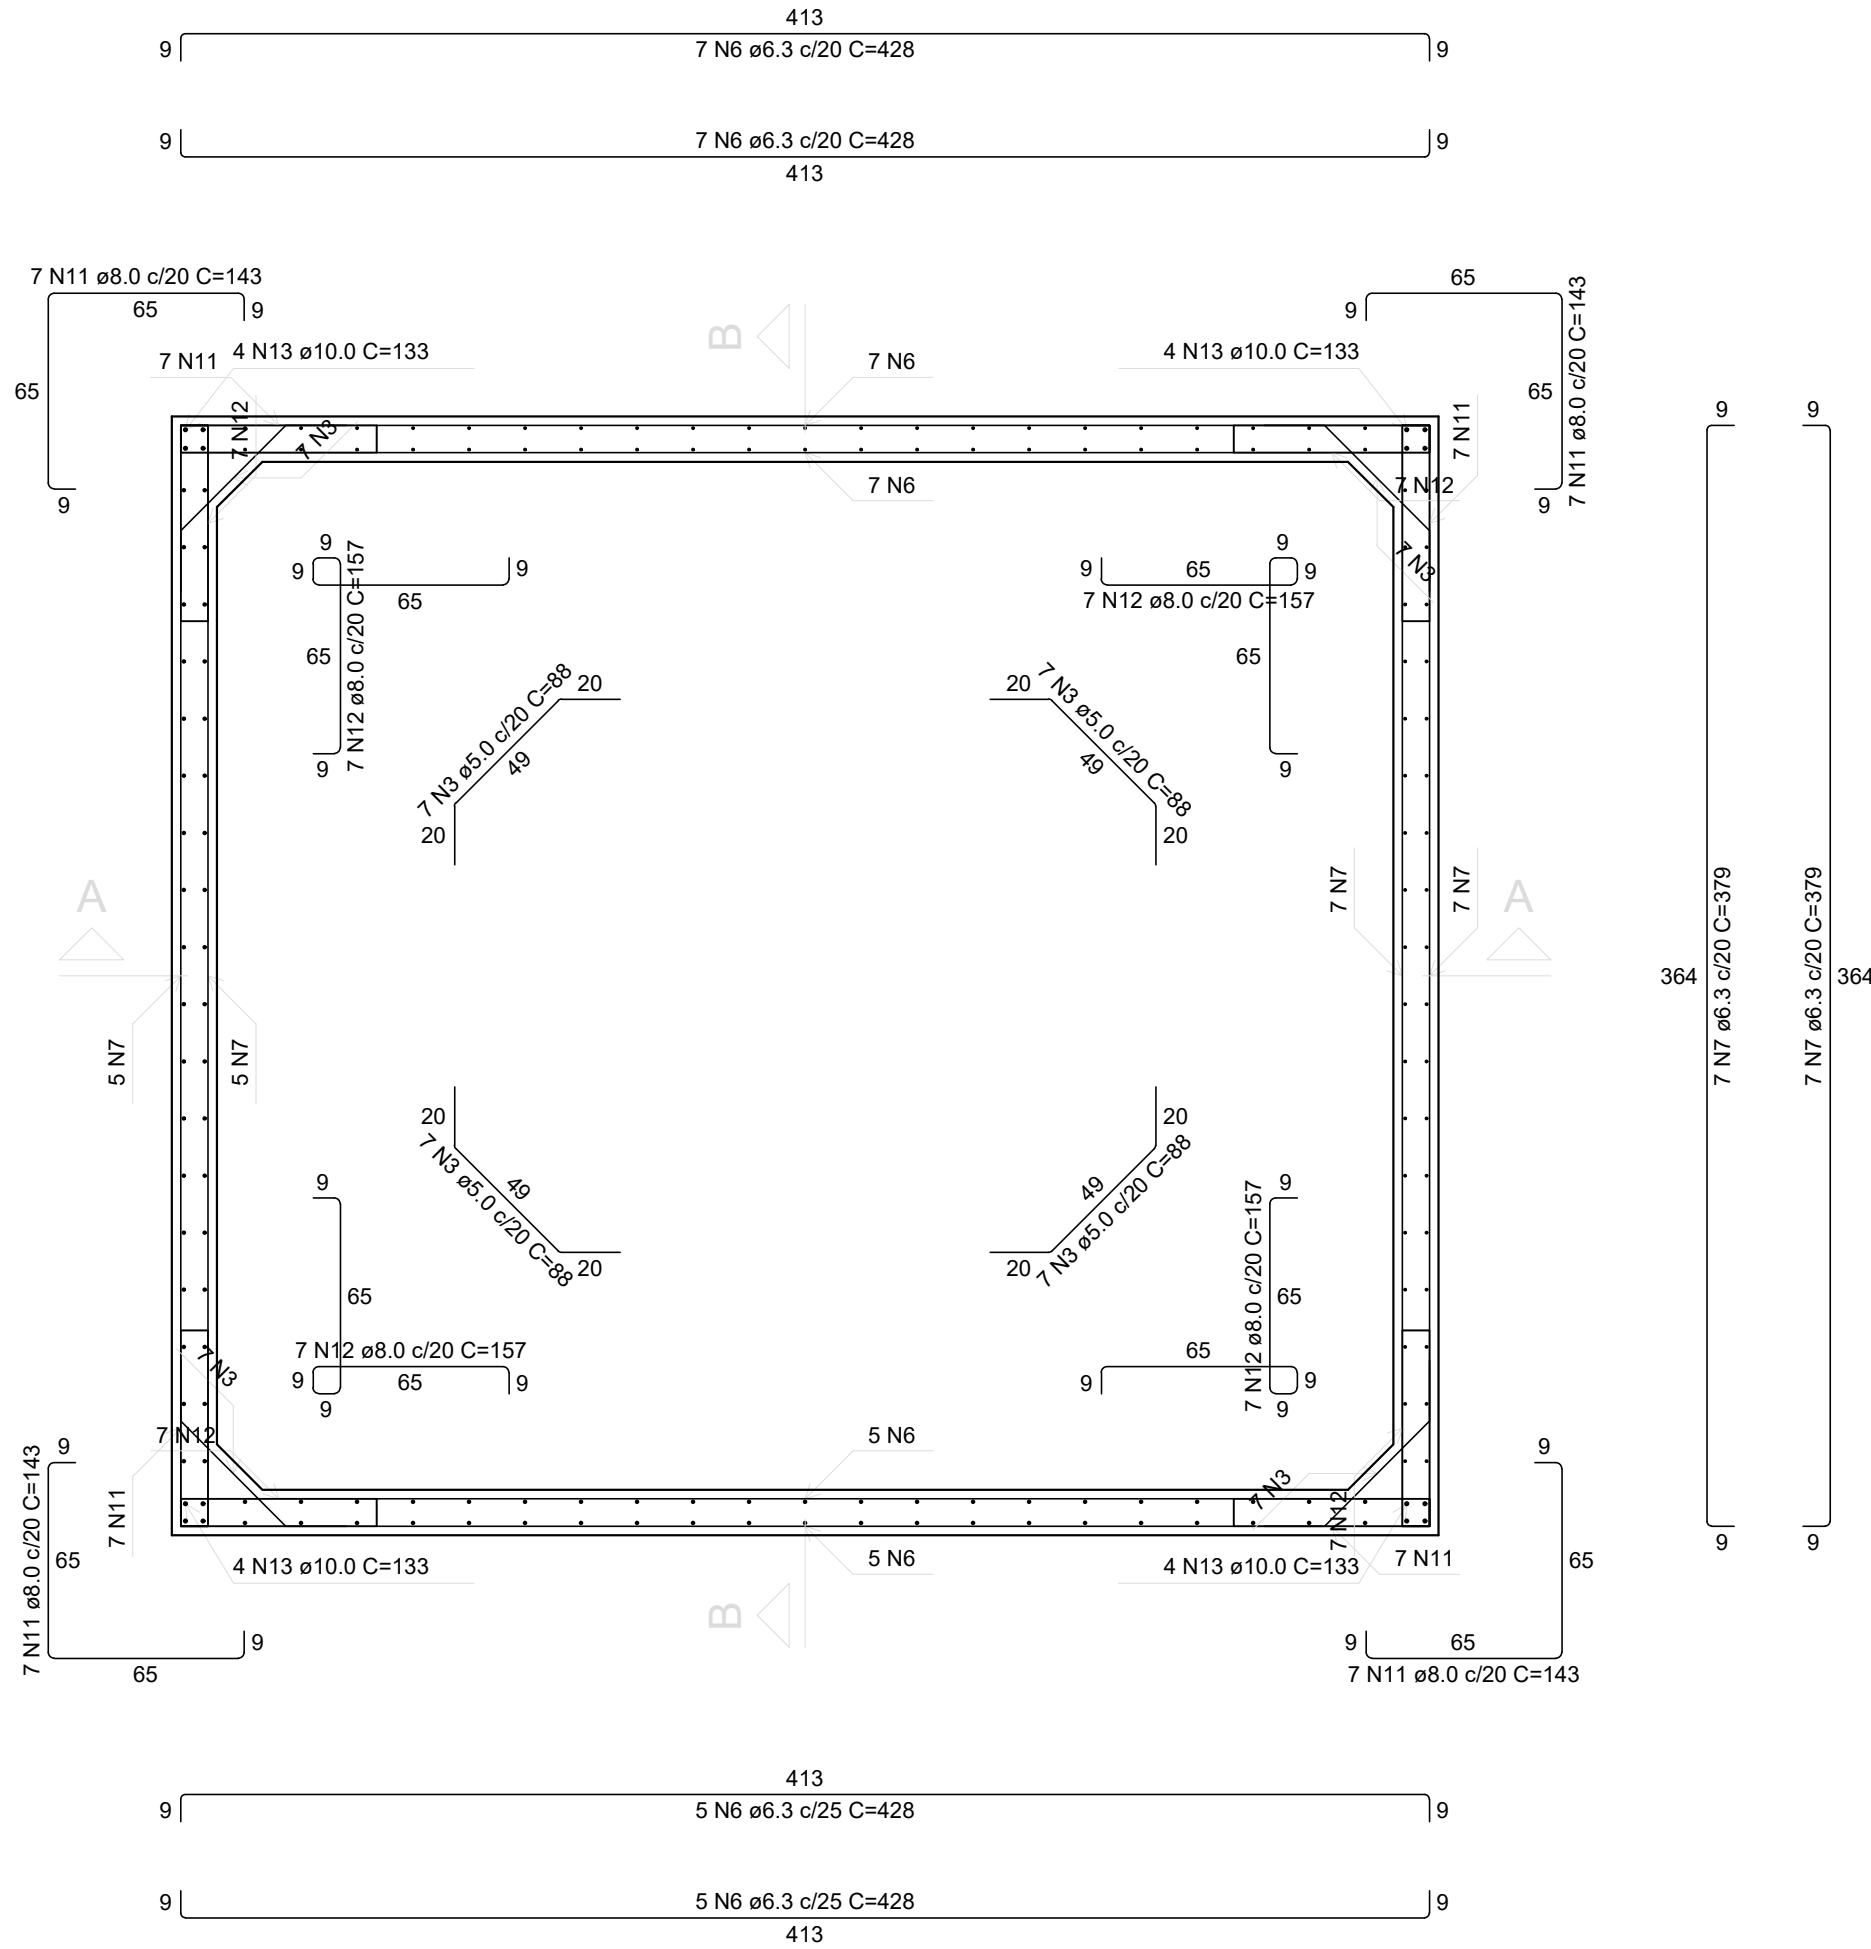 413
9
7 N6 ø6.3 c/20 C=428
9
9
7 N6 ø6.3 c/20 C=428
9
413
7 N11 ø8.0 c/20 C=143
65
9
65
9
7 N11
4 N13 ø10.0 C=133
7 N12
7 N3
B
7 N6
7 N6
4 N13 ø10.0 C=133
65
9
65
7 N11 ø8.0 c/20 C=143
9
7 N11
7 N12
7 N3
9
9
9
65
7 N12 ø8.0 c/20 C=157
65
9
9
65
9
9
7 N12 ø8.0 c/20 C=157
65
9
7 N3 ø5.0 c/20 C=88
20
49
20
20
7 N3 ø5.0 c/20 C=88
49
20
A
5 N7
5 N7
7 N7
7 N7
A
9
9
364
7 N7 ø6.3 c/20 C=379
7 N7 ø6.3 c/20 C=379
364
9
9
20
7 N3 ø5.0 c/20 C=88
49
20
20
49
7 N3 ø5.0 c/20 C=88
20
9
65
7 N12 ø8.0 c/20 C=157
9
65
9
9
9
7 N12 ø8.0 c/20 C=157
65
65
9
9
9
7 N3
7 N12
7 N11
5 N6
5 N6
7 N3
7 N12
7 N11
4 N13 ø10.0 C=133
4 N13 ø10.0 C=133
B
9
7 N11 ø8.0 c/20 C=143
65
9
65
9
65
9
65
7 N11 ø8.0 c/20 C=143
413
9
5 N6 ø6.3 c/25 C=428
9
9
5 N6 ø6.3 c/25 C=428
9
413